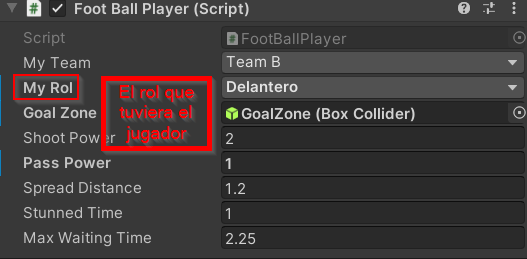 Foot Ball Player (Script)
Script FootBallPlayer
My Team Team B
My Rol Delantero
Goal Zone GoalZone (Box Collider)
Shoot Power 2
Pass Power 1
Spread Distance 1.2
Stunned Time 1
Max Waiting Time 2.25
El rol que
tuviera el
jugador